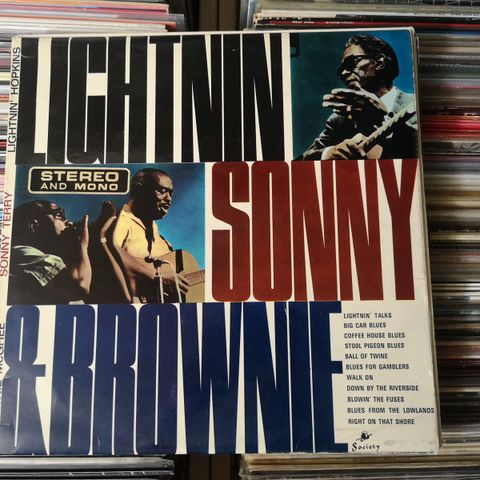 LIGHTNIN'
STEREO
AND MONO
SONNY
& BROWNIE
LIGHTNIN' HOPKINS
SONNY TERRY
McGHEE
LIGHTNIN' TALKS
BIG CAR BLUES
COFFEE HOUSE BLUES
STOOL PIGEON BLUES
BALL OF TWINE
BLUES FOR GAMBLERS
WALK ON
DOWN BY THE RIVERSIDE
BLOWIN' THE FUSES
BLUES FROM THE LOWLANDS
RIGHT ON THAT SHORE
Society